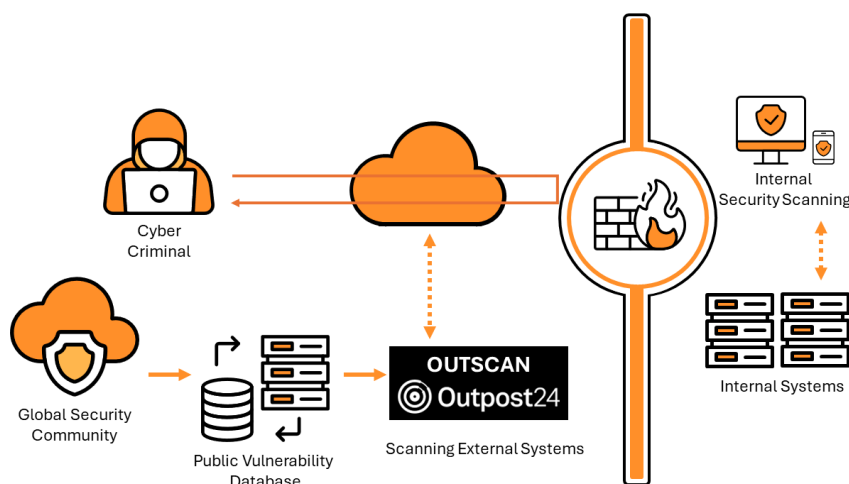 Cyber
Criminal
Internal
Security Scanning
Global Security
Community
Public Vulnerability
Database
OUTSCAN
Outpost24
Scanning External Systems
Internal Systems